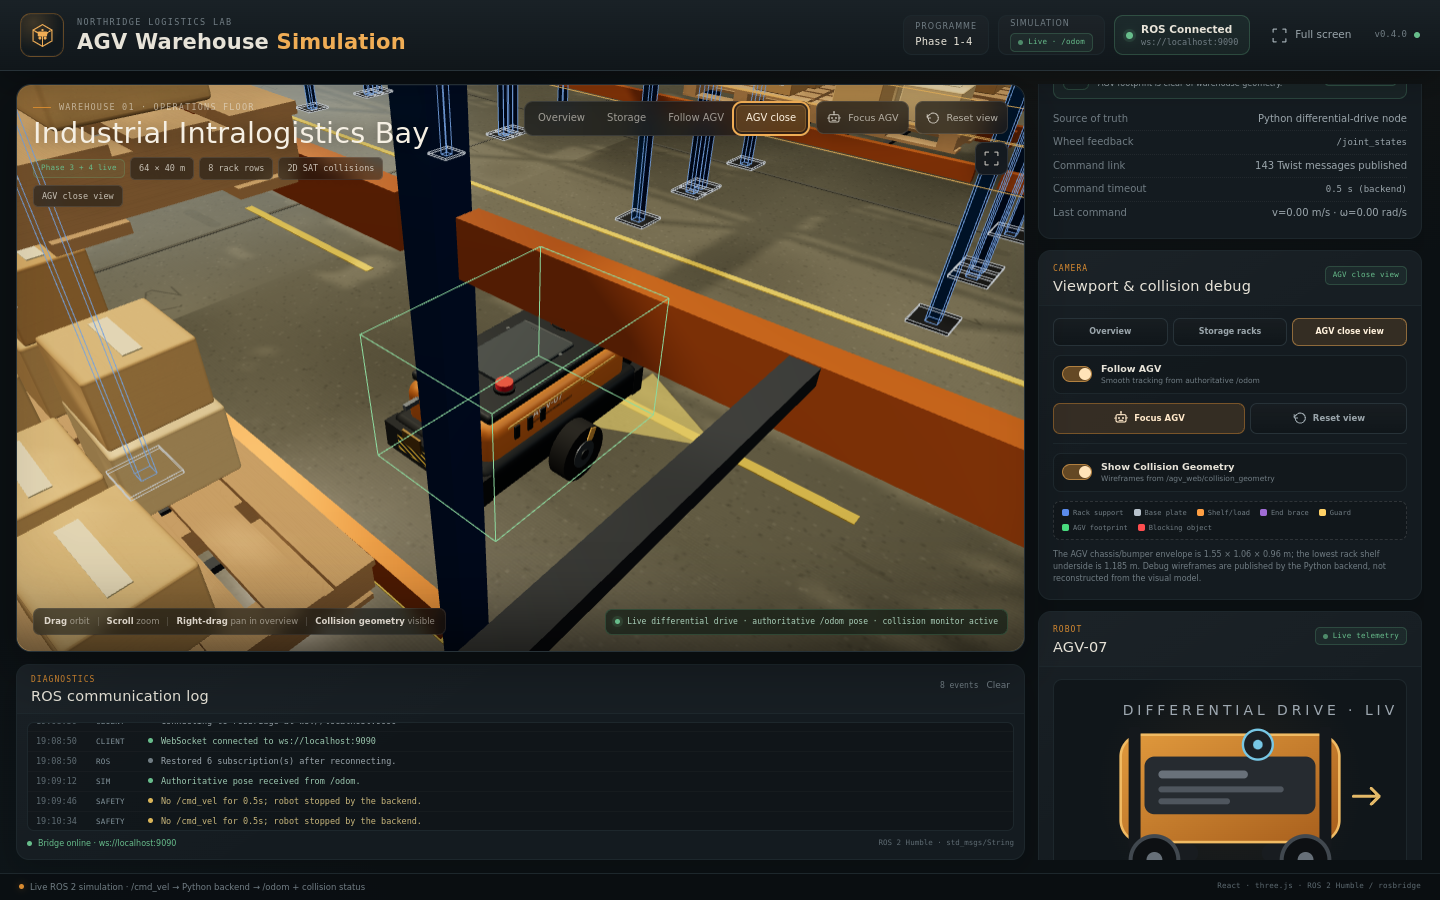 NORTHRIDGE LOGISTICS LAB
AGV Warehouse Simulation
PROGRAMME
Phase 1-4
SIMULATION
Live · /odom
ROS Connected
ws://localhost:9090
Full screen
v0.4.0
WAREHOUSE 01 · OPERATIONS FLOOR
Industrial Intralogistics Bay
Phase 3 + 4 live
64 × 40 m
8 rack rows
2D SAT collisions
AGV close view
Overview
Storage
Follow AGV
AGV close
Focus AGV
Reset view
Drag orbit | Scroll zoom | Right-drag pan in overview | Collision geometry visible
Live differential drive · authoritative /odom pose · collision monitor active
DIAGNOSTICS
ROS communication log
8 events
Clear
19:08:50 CLIENT WebSocket connected to ws://localhost:9090
19:08:50 ROS Restored 6 subscription(s) after reconnecting.
19:09:12 SIM Authoritative pose received from /odom.
19:09:46 SAFETY No /cmd_vel for 0.5s; robot stopped by the backend.
19:10:34 SAFETY No /cmd_vel for 0.5s; robot stopped by the backend.
Bridge online · ws://localhost:9090
ROS 2 Humble · std_msgs/String
Source of truth Python differential-drive node
Wheel feedback /joint_states
Command link 143 Twist messages published
Command timeout 0.5 s (backend)
Last command v=0.00 m/s · ω=0.00 rad/s
CAMERA
Viewport & collision debug
AGV close view
Overview
Storage racks
AGV close view
Follow AGV
Smooth tracking from authoritative /odom
Focus AGV
Reset view
Show Collision Geometry
Wireframes from /agv_web/collision_geometry
Rack support
Base plate
Shelf/load
End brace
Guard
AGV footprint
Blocking object
The AGV chassis/bumper envelope is 1.55 × 1.06 × 0.96 m; the lowest rack shelf
underside is 1.185 m. Debug wireframes are published by the Python backend, not
reconstructed from the visual model.
ROBOT
AGV-07
Live telemetry
DIFFERENTIAL DRIVE · LIV
Live ROS 2 simulation · /cmd_vel → Python backend → /odom + collision status
React · three.js · ROS 2 Humble / rosbridge